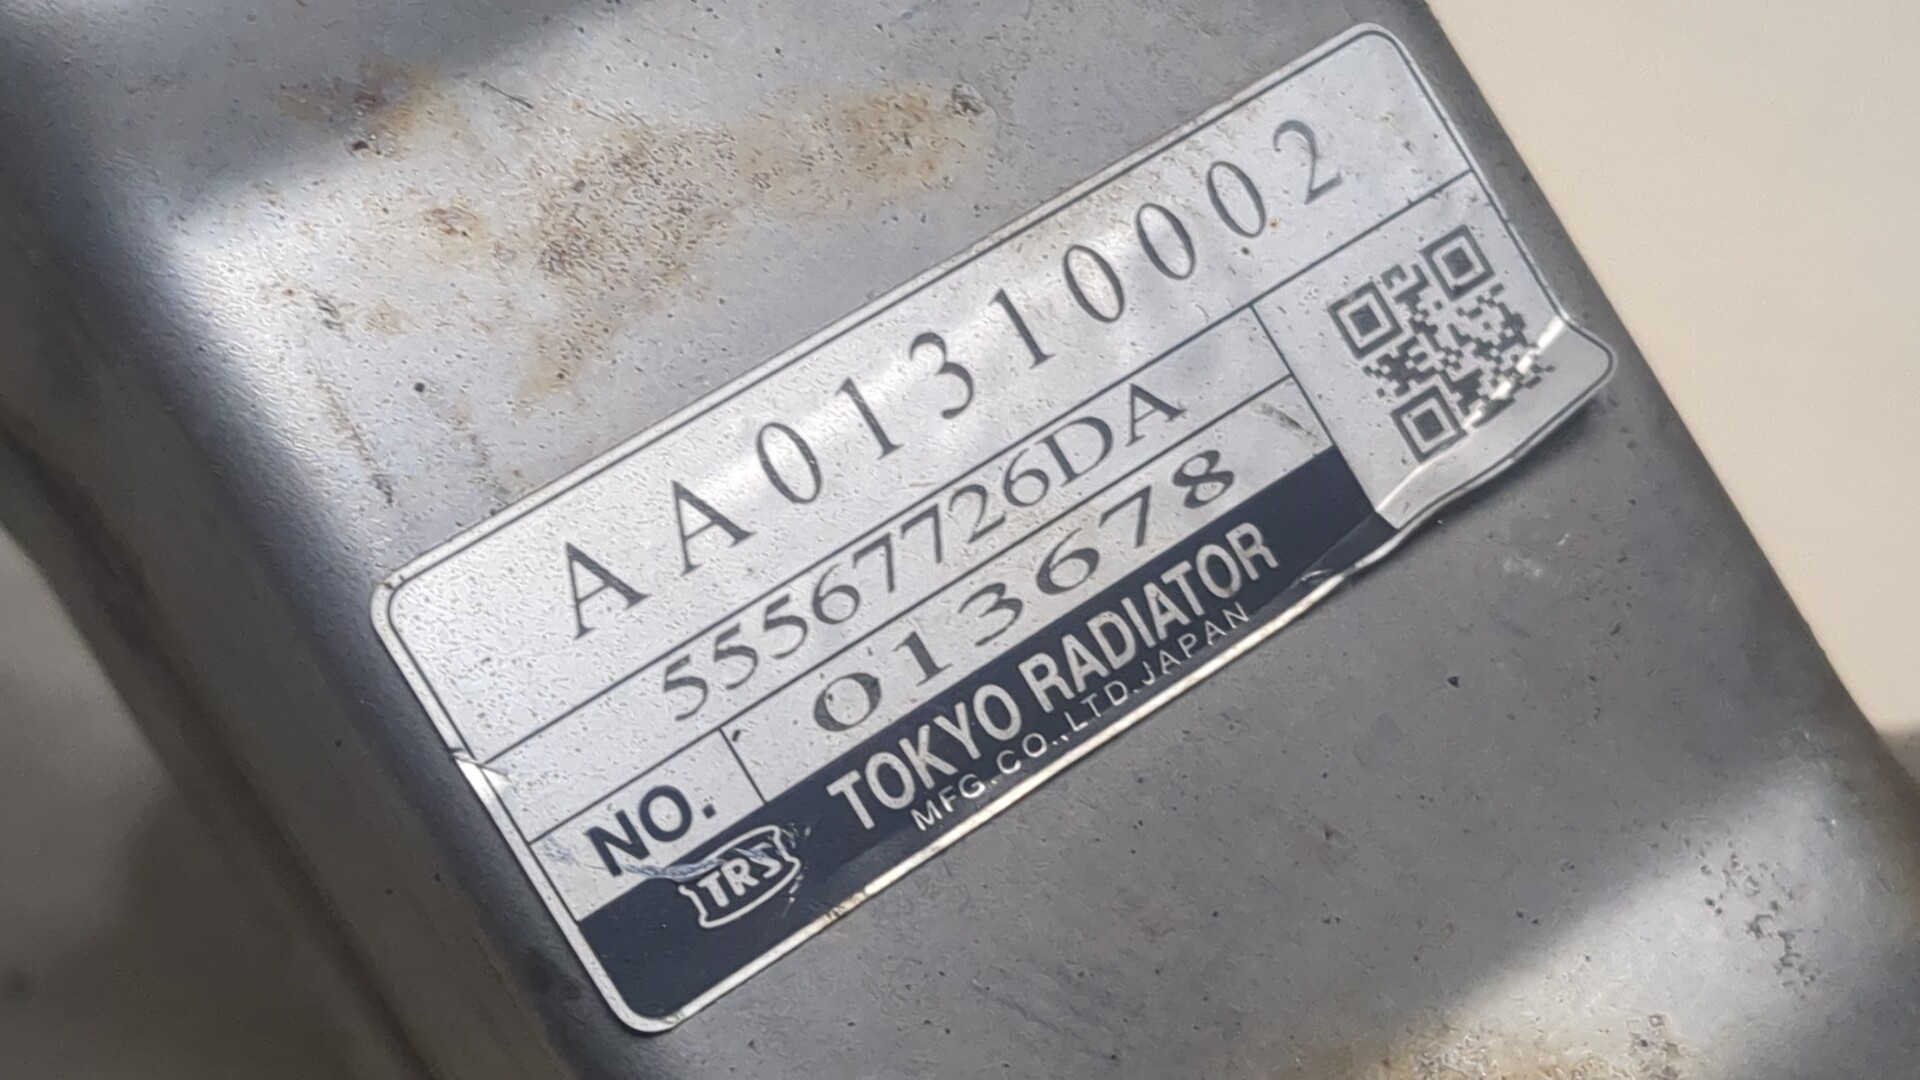 AA01310002
55567726DA
NO. 013678
TRS TOKYO RADIATOR
MFG.CO.,LTD.JAPAN